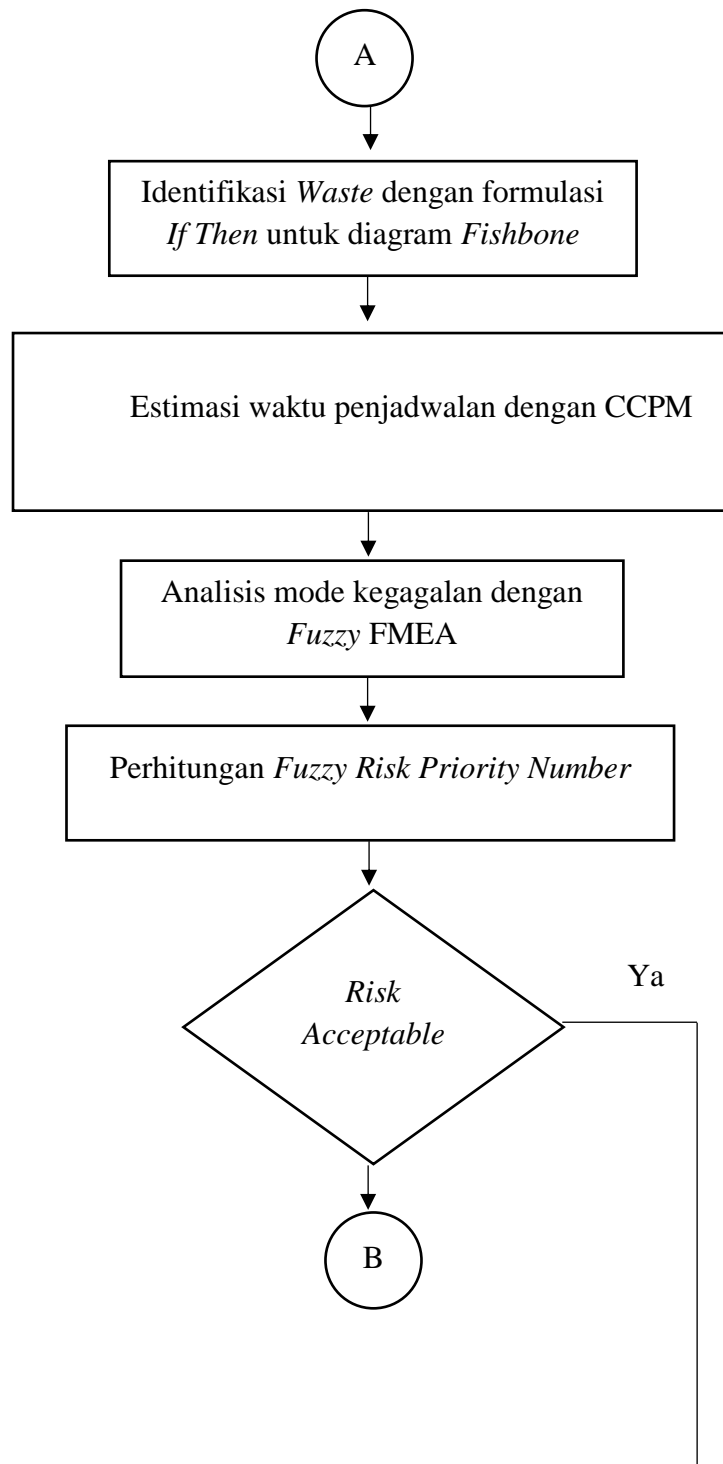 A
Identifikasi Waste dengan formulasi
If Then untuk diagram Fishbone
Estimasi waktu penjadwalan dengan CCPM
Analisis mode kegagalan dengan
Fuzzy FMEA
Perhitungan Fuzzy Risk Priority Number
Ya
Risk
Acceptable
B